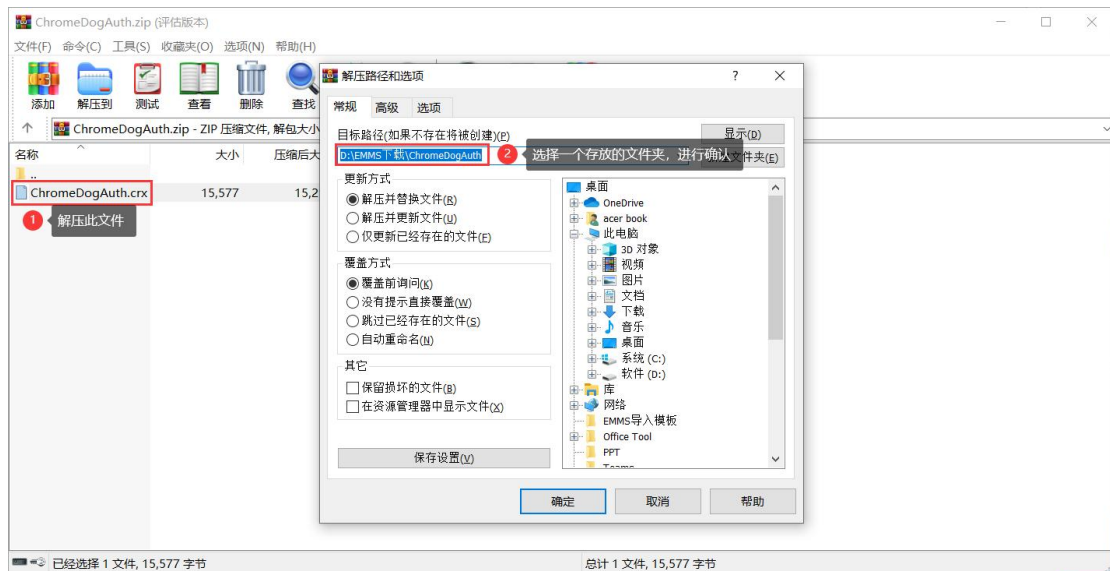 ChromeDogAuth.zip (评估版本)
文件(F) 命令(C) 工具(S) 收藏夹(O) 选项(N) 帮助(H)
添加 解压到 测试 查看 删除 查找
ChromeDogAuth.zip - ZIP 压缩文件, 解包大小
名称 大小 压缩后大
..
ChromeDogAuth.crx 15,577 15,2
1 解压此文件
解压路径和选项
常规 高级 选项
目标路径(如果不存在将被创建)(P)
显示(D)
D:\EMMS下载\ChromeDogAuth
2 选择一个存放的文件夹，进行确认
文件夹(E)
更新方式
解压并替换文件(R)
解压并更新文件(U)
仅更新已经存在的文件(F)
覆盖方式
覆盖前询问(K)
没有提示直接覆盖(W)
跳过已经存在的文件(S)
自动重命名(N)
其它
保留损坏的文件(B)
在资源管理器中显示文件(X)
保存设置(V)
桌面
OneDrive
acer book
此电脑
3D 对象
视频
图片
文档
下载
音乐
桌面
系统 (C:)
软件 (D:)
库
网络
EMMS导入模板
Office Tool
PPT
Teams
确定 取消 帮助
已经选择 1 文件, 15,577 字节
总计 1 文件, 15,577 字节